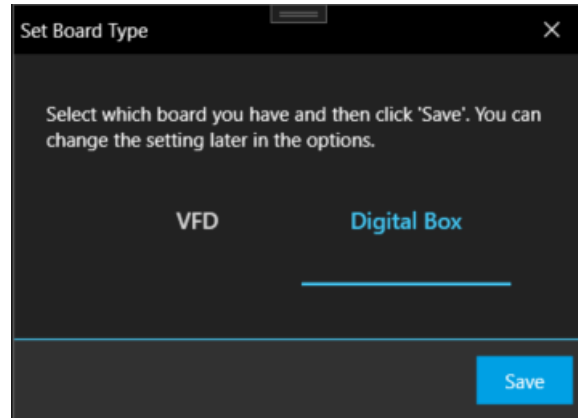 Set Board Type
Select which board you have and then click 'Save'. You can
change the setting later in the options.
VFD
Digital Box
Save